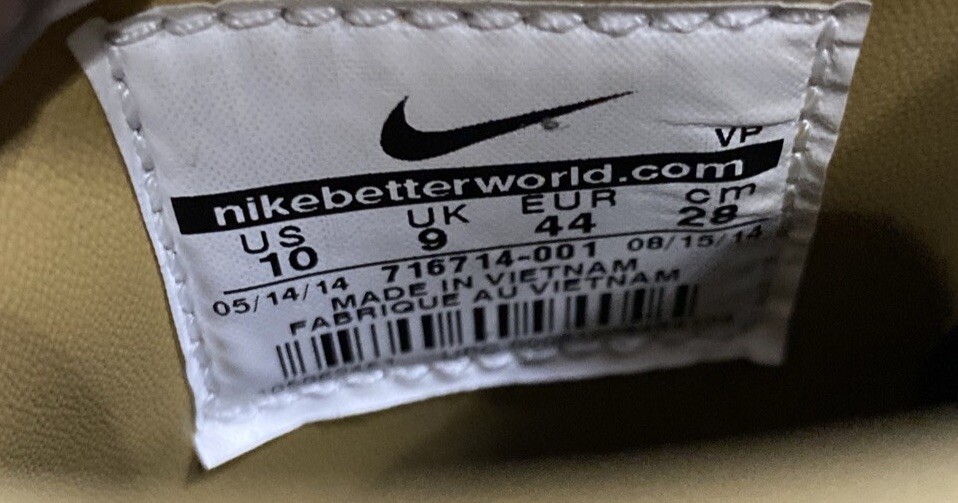 VP
nikebetterworld.com
US UK EUR cm
10 9 44 28
05/14/14 716714-001 08/15/14
MADE IN VIETNAM
FABRIQUE AU VIETNAM